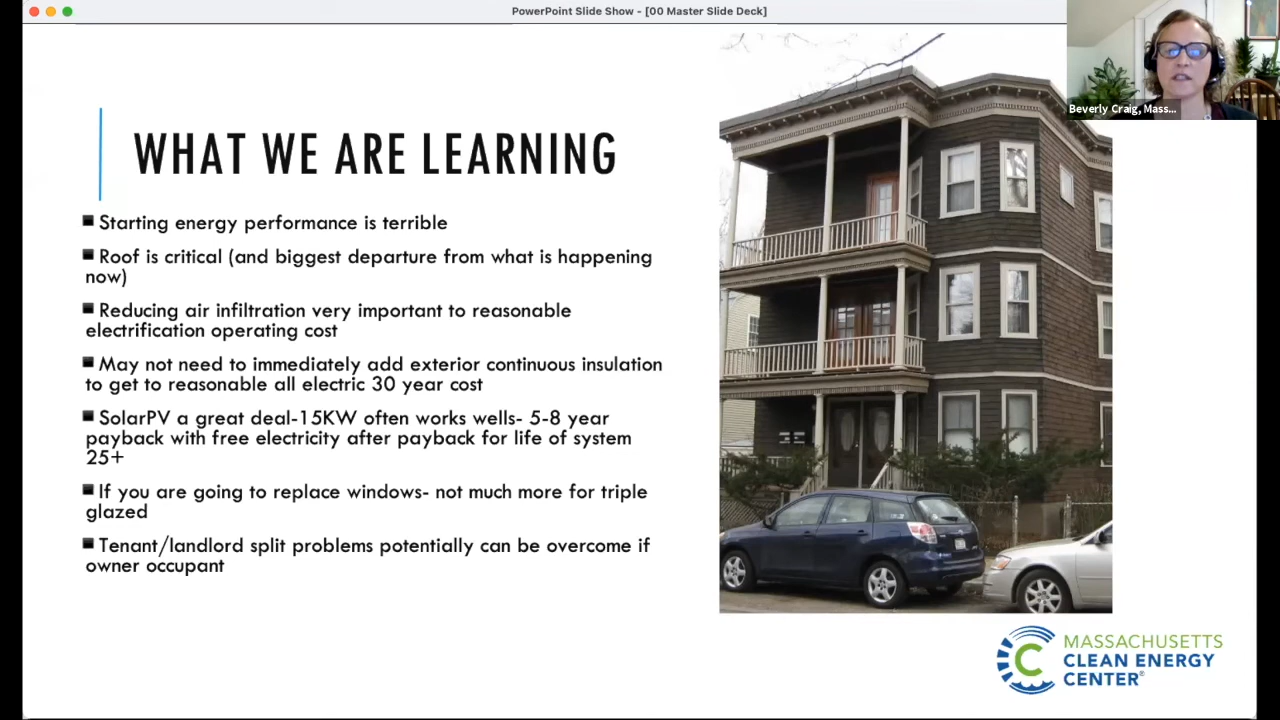 PowerPoint Slide Show - [00 Master Slide Deck]
Beverly Craig, Mass...
WHAT WE ARE LEARNING
Starting energy performance is terrible
Roof is critical (and biggest departure from what is happening
now)
Reducing air infiltration very important to reasonable
electrification operating cost
May not need to immediately add exterior continuous insulation
to get to reasonable all electric 30 year cost
SolarPV a great deal-15KW often works wells- 5-8 year
payback with free electricity after payback for life of system
25+
If you are going to replace windows- not much more for triple
glazed
Tenant/landlord split problems potentially can be overcome if
owner occupant
MASSACHUSETTS
CLEAN ENERGY
CENTER®